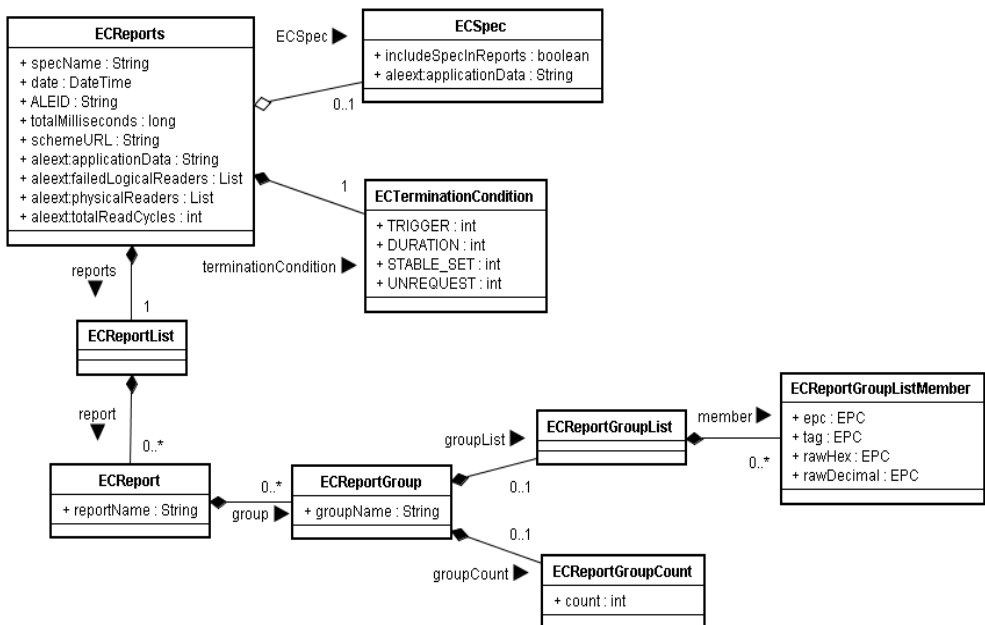 ECReports
+ specName : String
+ date : DateTime
+ ALEID : String
+ totalMilliseconds : long
+ schemeURL : String
+ aleext:applicationData : String
+ aleext:failedLogicalReaders : List
+ aleext:physicalReaders : List
+ aleext:totalReadCycles : int
ECSpec
ECSpec
+ includeSpecInReports : boolean
+ aleext:applicationData : String
0..1
1
ECTerminationCondition
+ TRIGGER : int
+ DURATION : int
+ STABLE_SET : int
+ UNREQUEST : int
terminationCondition
reports
1
ECReportList
report
0..*
ECReport
+ reportName : String
0..*
group
ECReportGroup
+ groupName : String
groupList
0..1
ECReportGroupList
member
0..*
ECReportGroupListMember
+ epc : EPC
+ tag : EPC
+ rawHex : EPC
+ rawDecimal : EPC
0..1
groupCount
ECReportGroupCount
+ count : int